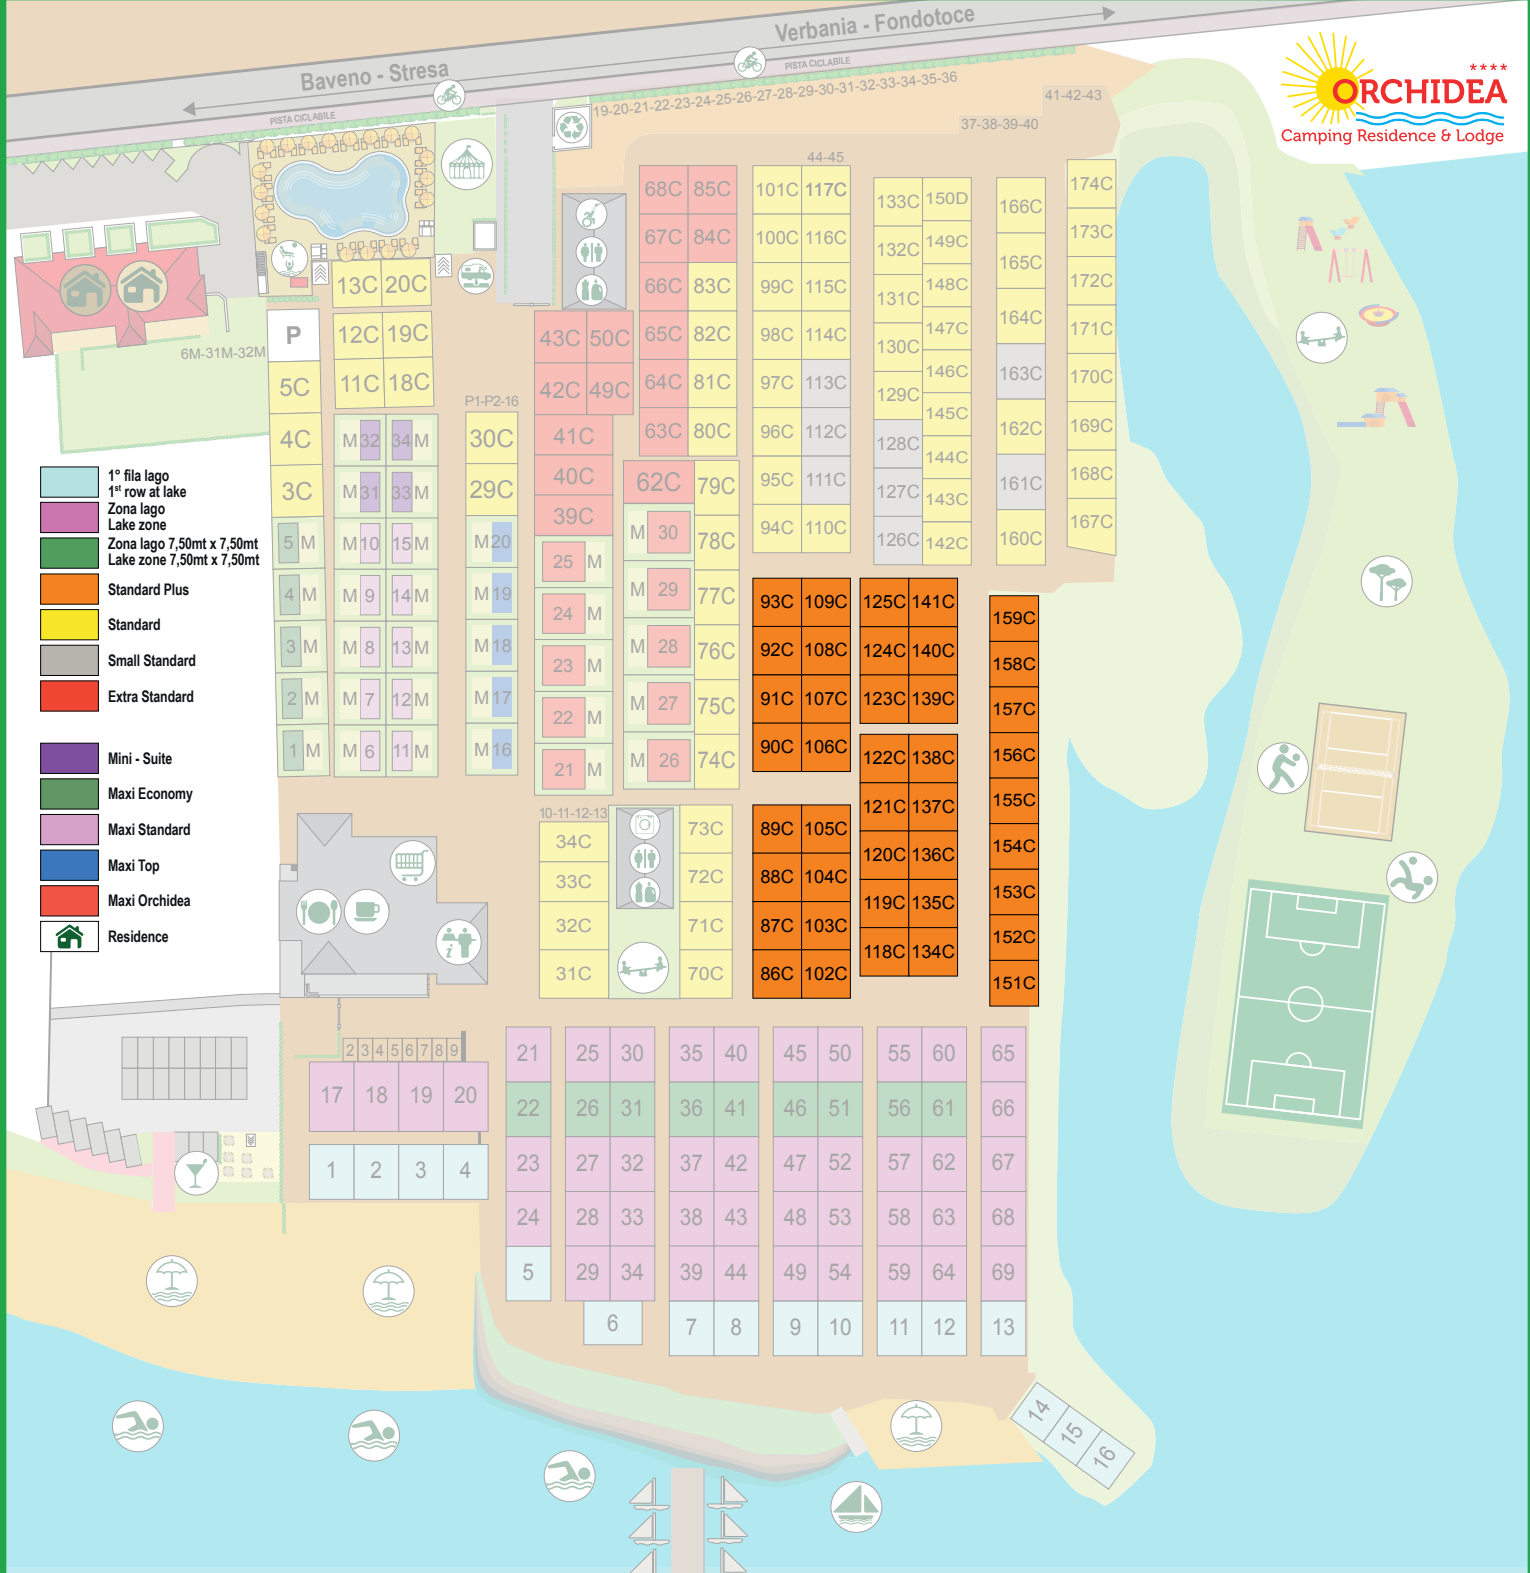 Verbania - Fondotoce
Baveno - Stresa
PISTA CICLABILE
PISTA CICLABILE
****
ORCHIDEA
Camping Residence & Lodge
19-20-21-22-23-24-25-26-27-28-29-30-31-32-33-34-35-36
41-42-43
37-38-39-40
44-45
68C 85C 101C 117C 133C 150D 166C 174C
67C 84C 100C 116C 132C 149C 165C 173C
66C 83C 99C 115C 131C 148C 164C 172C
65C 82C 98C 114C 130C 147C 163C 171C
64C 81C 97C 113C 129C 146C 162C 170C
63C 80C 96C 112C 128C 145C 161C 169C
62C 79C 95C 111C 127C 144C 160C 168C
78C 94C 110C 126C 143C 167C
77C 142C
76C
75C
74C
13C 20C
12C 19C
11C 18C
6M-31M-32M
P
5C
4C
3C
5 M
4 M
3 M
2 M
1 M
M 32 34 M
M 31 33 M
M 10 15 M
M 9 14 M
M 8 13 M
M 7 12 M
M 6 11 M
P1-P2-16
30C
29C
M 20
M 19
M 18
M 17
M 16
43C 50C
42C 49C
41C
40C
39C
25 M
24 M
23 M
22 M
21 M
M 30
M 29
M 28
M 27
M 26
93C 109C 125C 141C 159C
92C 108C 124C 140C 158C
91C 107C 123C 139C 157C
90C 106C 122C 138C 156C
89C 105C 121C 137C 155C
88C 104C 120C 136C 154C
87C 103C 119C 135C 153C
86C 102C 118C 134C 152C
151C
10-11-12-13
34C 73C
33C 72C
32C 71C
31C 70C
i
1° fila lago
1st row at lake
Zona lago
Lake zone
Zona lago 7,50mt x 7,50mt
Lake zone 7,50mt x 7,50mt
Standard Plus
Standard
Small Standard
Extra Standard
Mini - Suite
Maxi Economy
Maxi Standard
Maxi Top
Maxi Orchidea
Residence
2 3 4 5 6 7 8 9
17 18 19 20
1 2 3 4
21 25 30 35 40 45 50 55 60 65
22 26 31 36 41 46 51 56 61 66
23 27 32 37 42 47 52 57 62 67
24 28 33 38 43 48 53 58 63 68
5 29 34 39 44 49 54 59 64 69
6 7 8 9 10 11 12 13
14
15
16